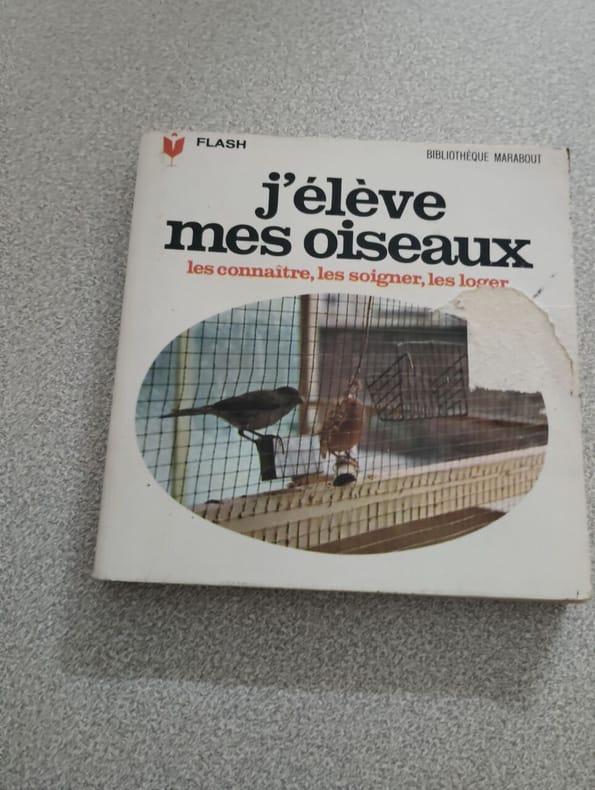 FLASH
BIBLIOTHÈQUE MARABOUT
j'élève
mes oiseaux
les connaître, les soigner, les loger